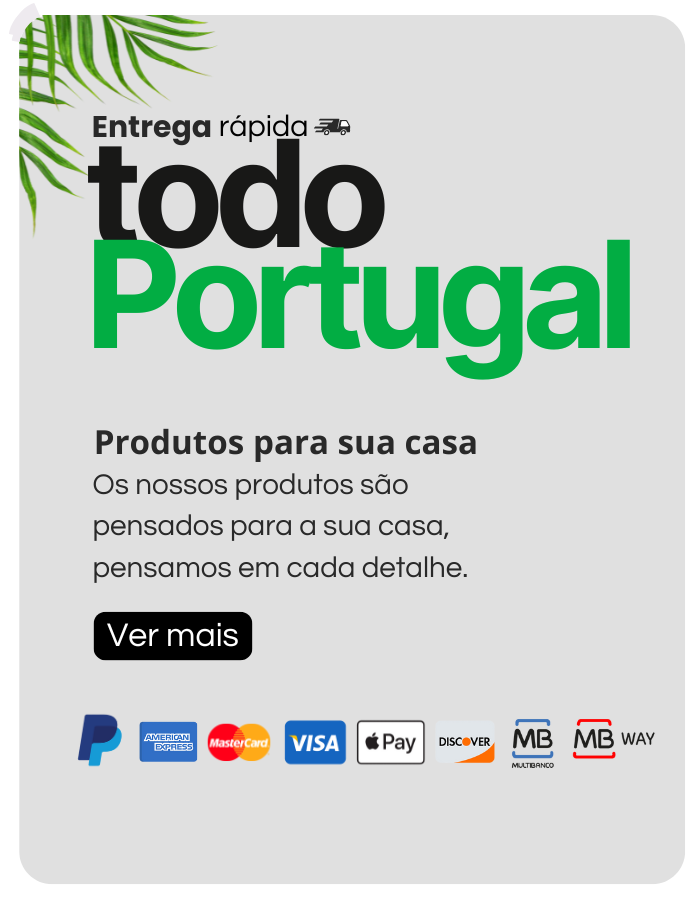 Entrega rápida
todo
Portugal
Produtos para sua casa
Os nossos produtos são
pensados para a sua casa,
pensamos em cada detalhe.
Ver mais
AMERICAN EXPRESS MasterCard VISA Pay DISCOVER MB MULTIBANCO MB WAY